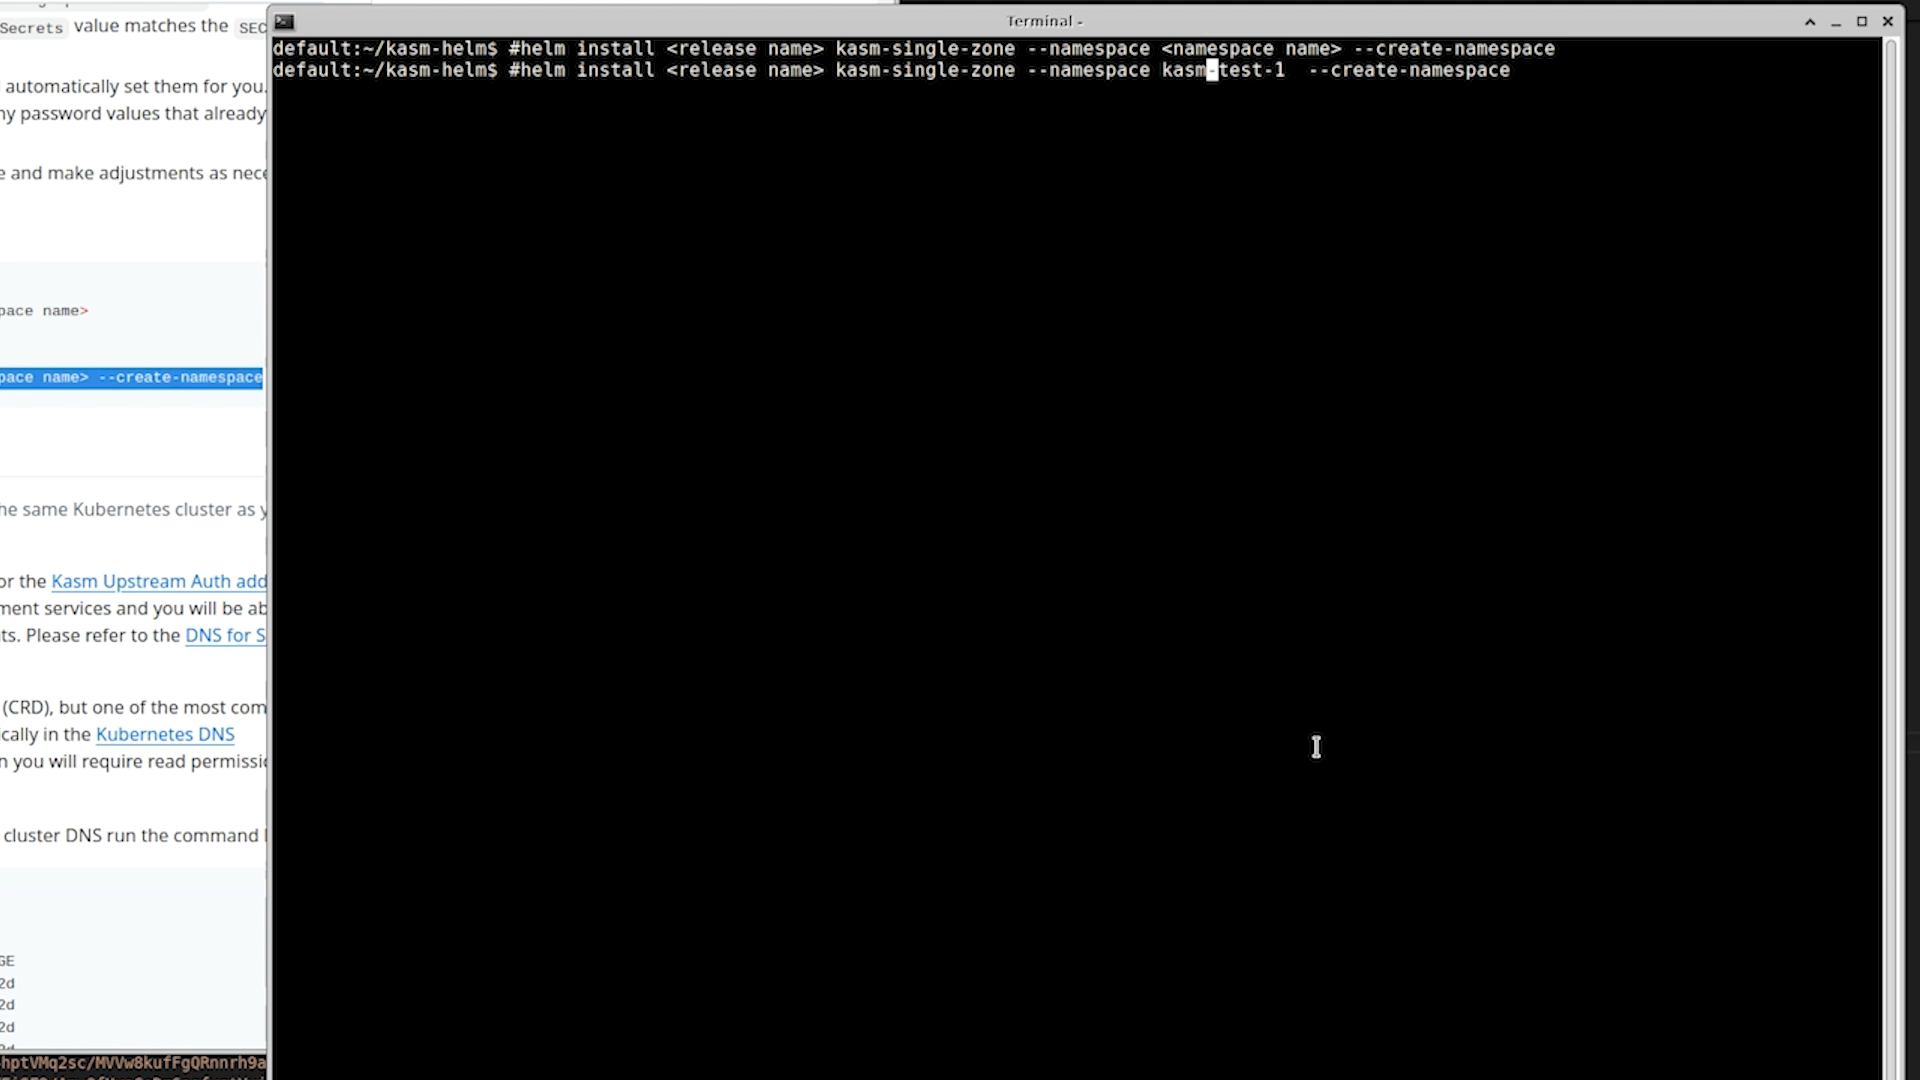 Secrets value matches the SEC
automatically set them for you.
ny password values that already
e and make adjustments as nece
pace name>
pace name> --create-namespace
he same Kubernetes cluster as y
or the Kasm Upstream Auth add
ment services and you will be ab
ts. Please refer to the DNS for S
(CRD), but one of the most com
ically in the Kubernetes DNS
n you will require read permissio
cluster DNS run the command
GE
2d
2d
2d
hptVMq2sc/MVVw8kufFgQRnnrh9a
Terminal -
default:~/kasm-helm$ #helm install <release name> kasm-single-zone --namespace <namespace name> --create-namespace
default:~/kasm-helm$ #helm install <release name> kasm-single-zone --namespace kasm-test-1  --create-namespace